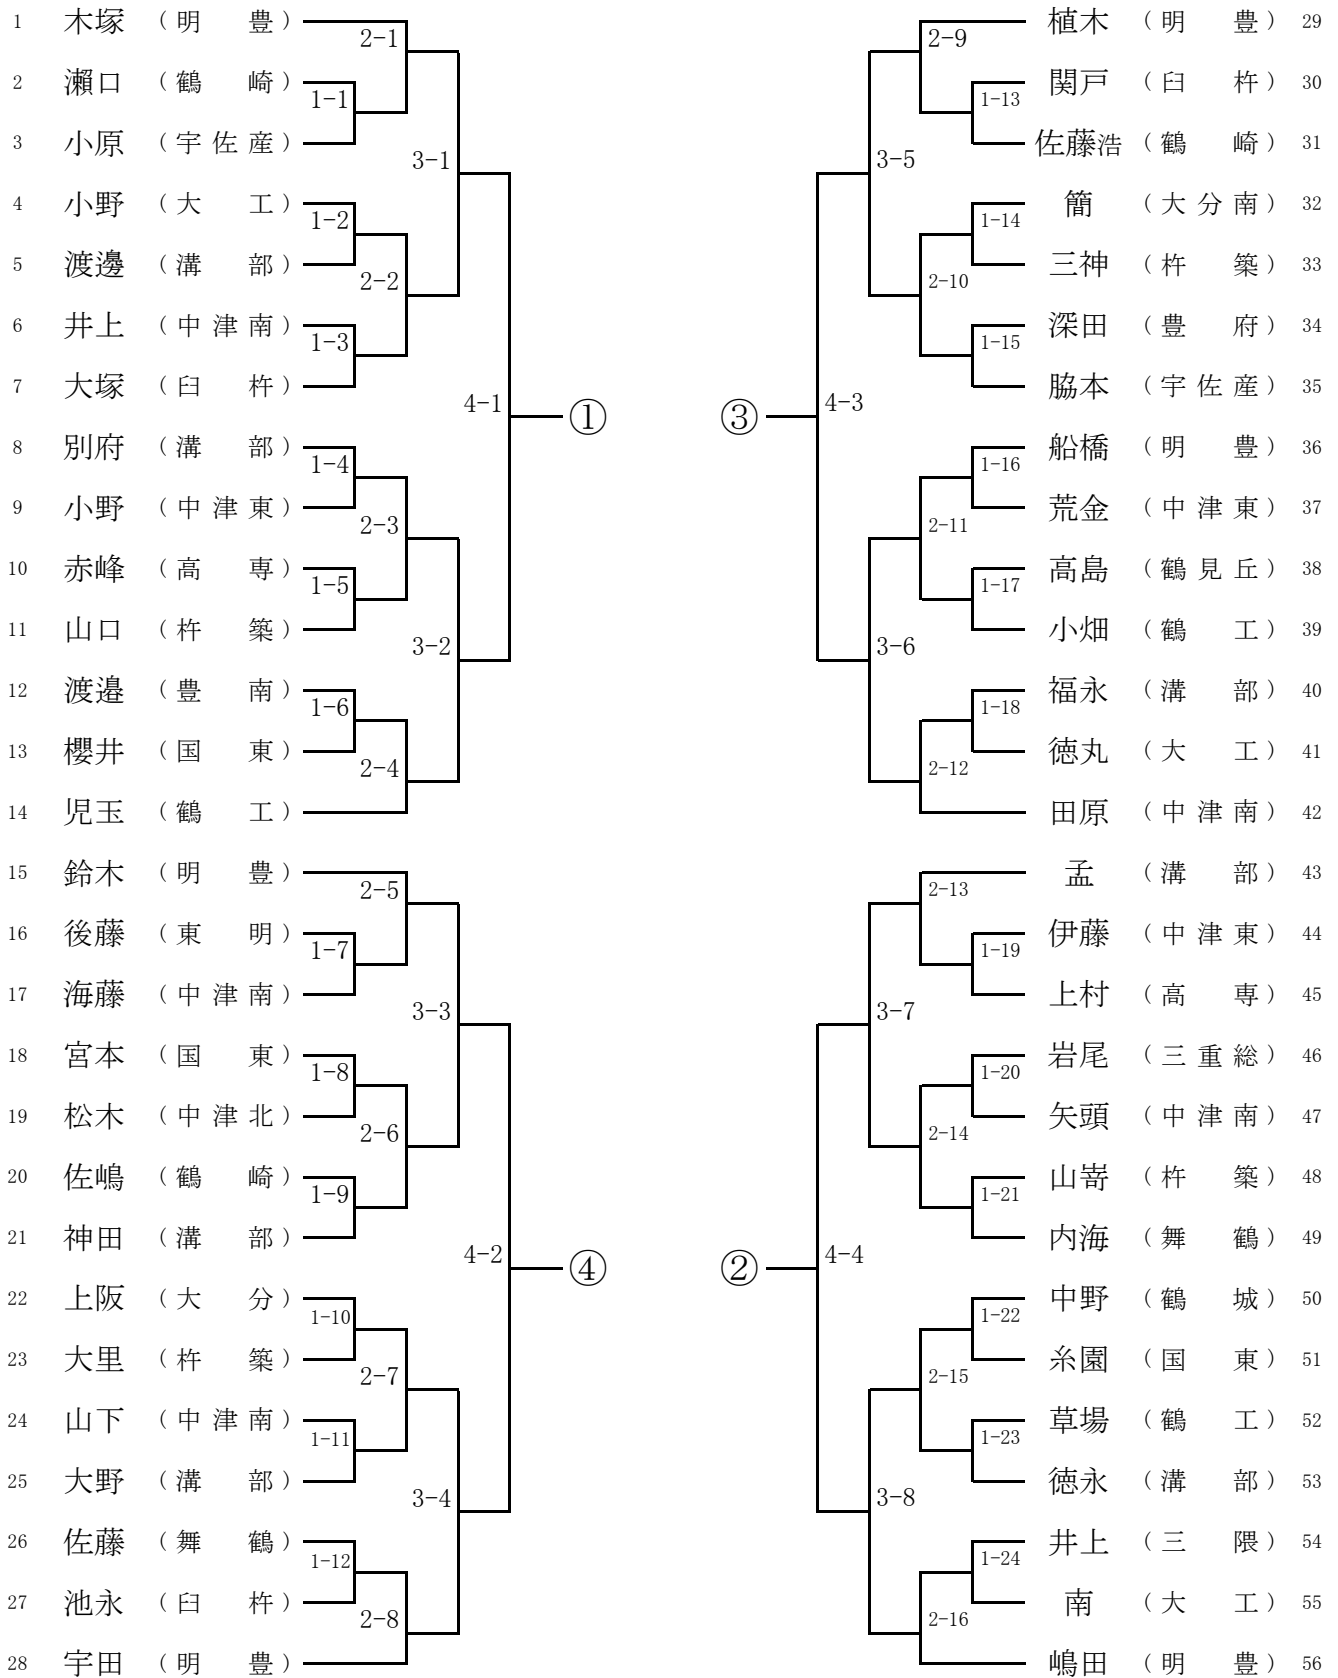 1 木塚 （明 豊）
2-1
2 瀬口 （鶴 崎）
1-1
3 小原 （宇佐産）
3-1
4 小野 （大 工）
1-2
5 渡邊 （溝 部）
2-2
6 井上 （中津南）
1-3
7 大塚 （臼 杵）
4-1 ①
8 別府 （溝 部）
1-4
9 小野 （中津東）
2-3
10 赤峰 （高 専）
1-5
11 山口 （杵 築）
3-2
12 渡邉 （豊 南）
1-6
13 櫻井 （国 東）
2-4
14 児玉 （鶴 工）
15 鈴木 （明 豊）
2-5
16 後藤 （東 明）
1-7
17 海藤 （中津南）
3-3
18 宮本 （国 東）
1-8
19 松木 （中津北）
2-6
20 佐嶋 （鶴 崎）
1-9
21 神田 （溝 部）
4-2 ④
22 上阪 （大 分）
1-10
23 大里 （杵 築）
2-7
24 山下 （中津南）
1-11
25 大野 （溝 部）
3-4
26 佐藤 （舞 鶴）
1-12
27 池永 （臼 杵）
2-8
28 宇田 （明 豊）
植木 （明 豊） 29
2-9
関戸 （臼 杵） 30
1-13
佐藤浩 （鶴 崎） 31
3-5
簡 （大分南） 32
1-14
三神 （杵 築） 33
2-10
深田 （豊 府） 34
1-15
脇本 （宇佐産） 35
③ 4-3
船橋 （明 豊） 36
1-16
荒金 （中津東） 37
2-11
高島 （鶴見丘） 38
1-17
小畑 （鶴 工） 39
3-6
福永 （溝 部） 40
1-18
徳丸 （大 工） 41
2-12
田原 （中津南） 42
孟 （溝 部） 43
2-13
伊藤 （中津東） 44
1-19
上村 （高 専） 45
3-7
岩尾 （三重総） 46
1-20
矢頭 （中津南） 47
2-14
山嵜 （杵 築） 48
1-21
内海 （舞 鶴） 49
② 4-4
中野 （鶴 城） 50
1-22
糸園 （国 東） 51
2-15
草場 （鶴 工） 52
1-23
徳永 （溝 部） 53
3-8
井上 （三 隈） 54
1-24
南 （大 工） 55
2-16
嶋田 （明 豊） 56